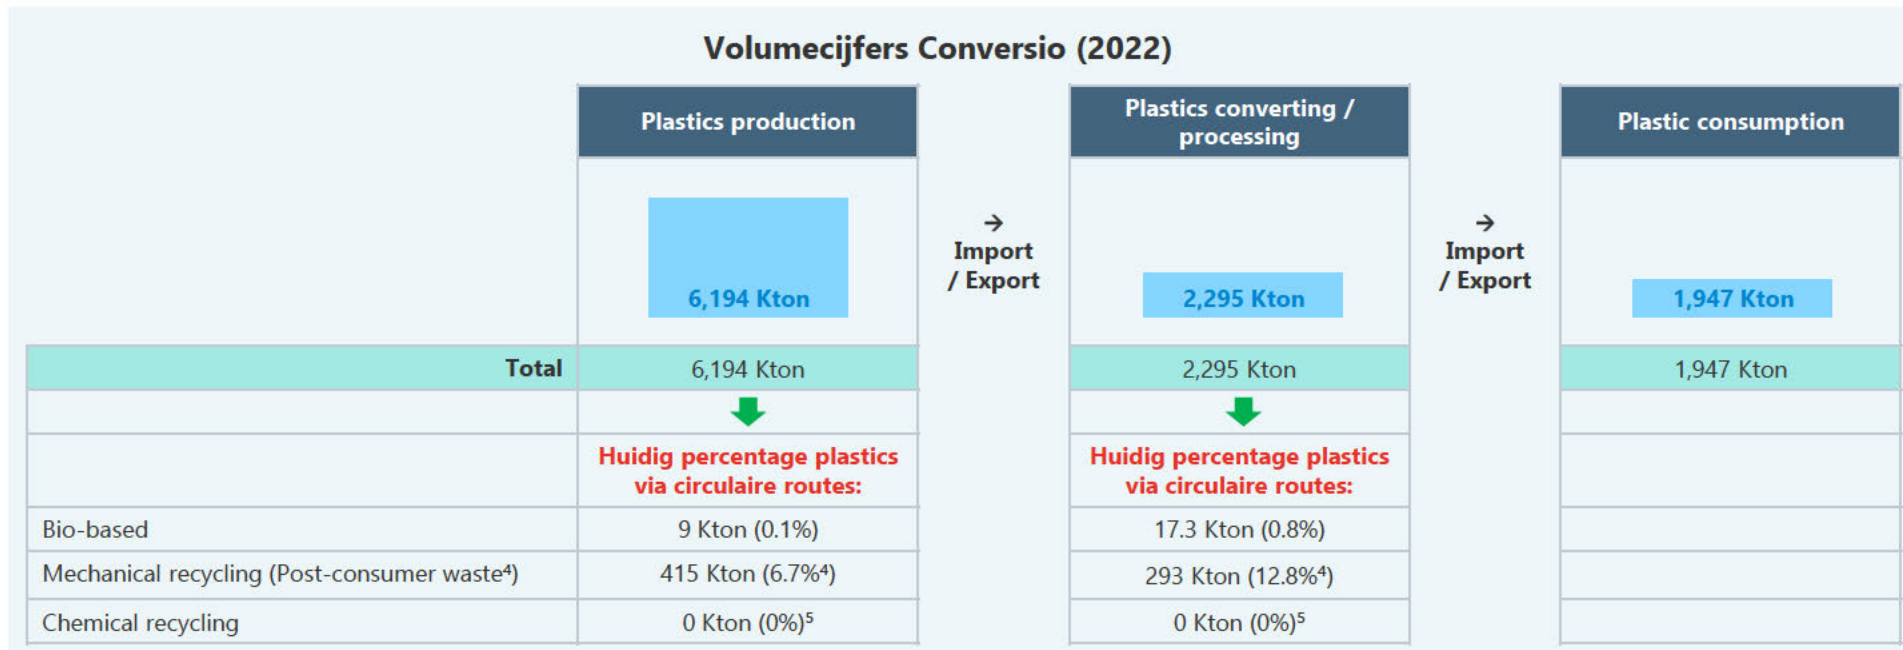 Volumecijfers Conversio (2022)
Plastics production
Plastics converting /
processing
Plastic consumption
6,194 Kton
→
Import
/ Export
2,295 Kton
→
Import
/ Export
1,947 Kton
Total
6,194 Kton
2,295 Kton
1,947 Kton
Huidig percentage plastics
via circulaire routes:
Huidig percentage plastics
via circulaire routes:
Bio-based
9 Kton (0.1%)
17.3 Kton (0.8%)
Mechanical recycling (Post-consumer waste⁴)
415 Kton (6.7%⁴)
293 Kton (12.8%⁴)
Chemical recycling
0 Kton (0%)⁵
0 Kton (0%)⁵